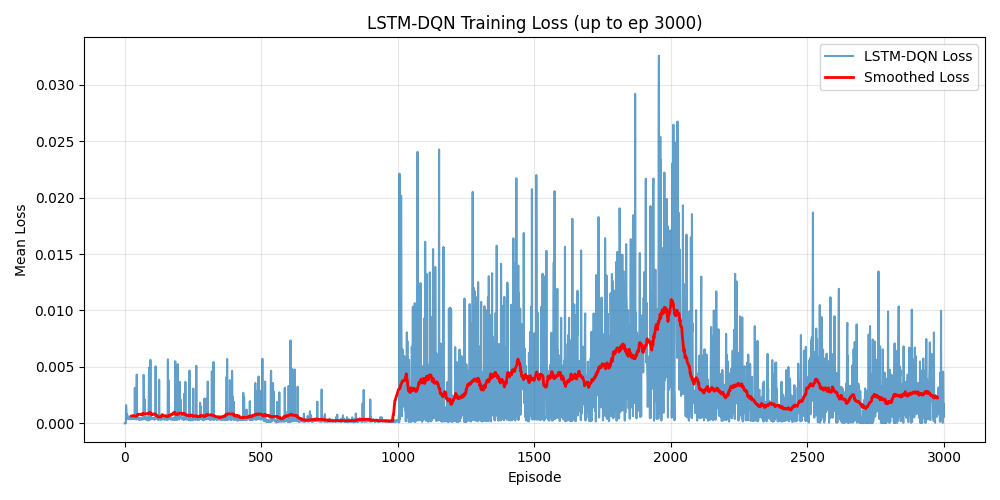 LSTM-DQN Training Loss (up to ep 3000)
LSTM-DQN Loss
Smoothed Loss
Mean Loss
0.030
0.025
0.020
0.015
0.010
0.005
0.000
0
500
1000
1500
2000
2500
3000
Episode